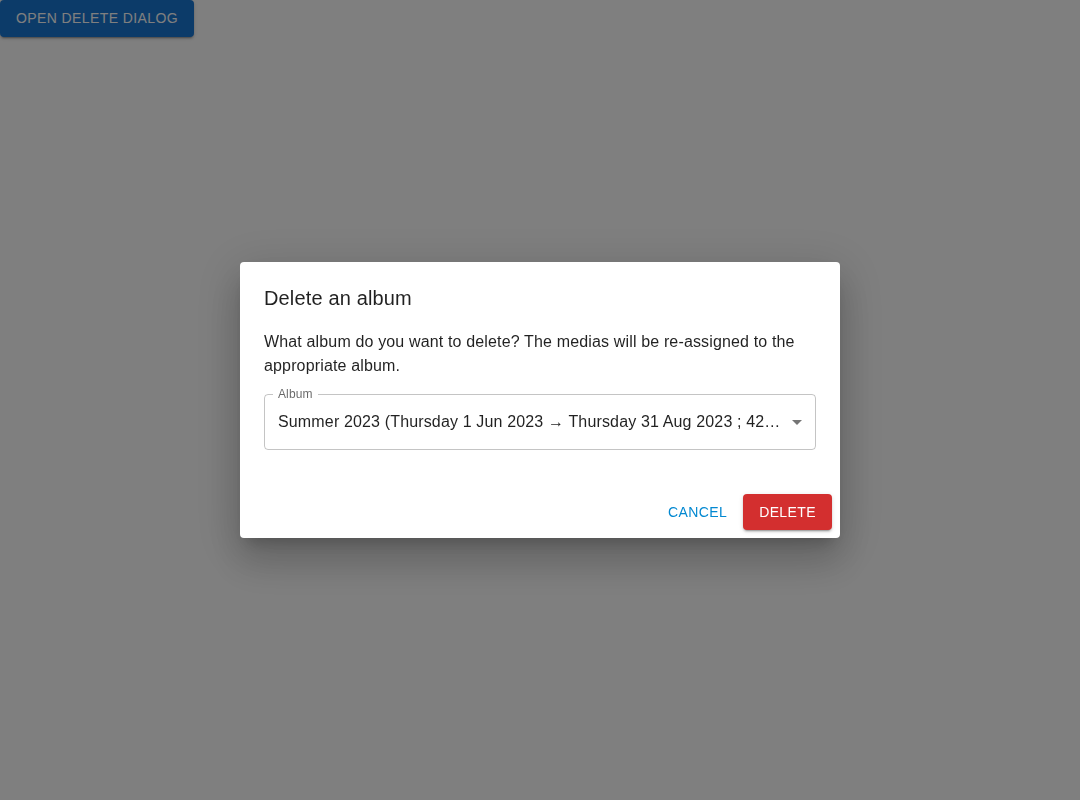 OPEN DELETE DIALOG
Delete an album
What album do you want to delete? The medias will be re-assigned to the
appropriate album.
Album
Summer 2023 (Thursday 1 Jun 2023 → Thursday 31 Aug 2023 ; 42…
CANCEL
DELETE